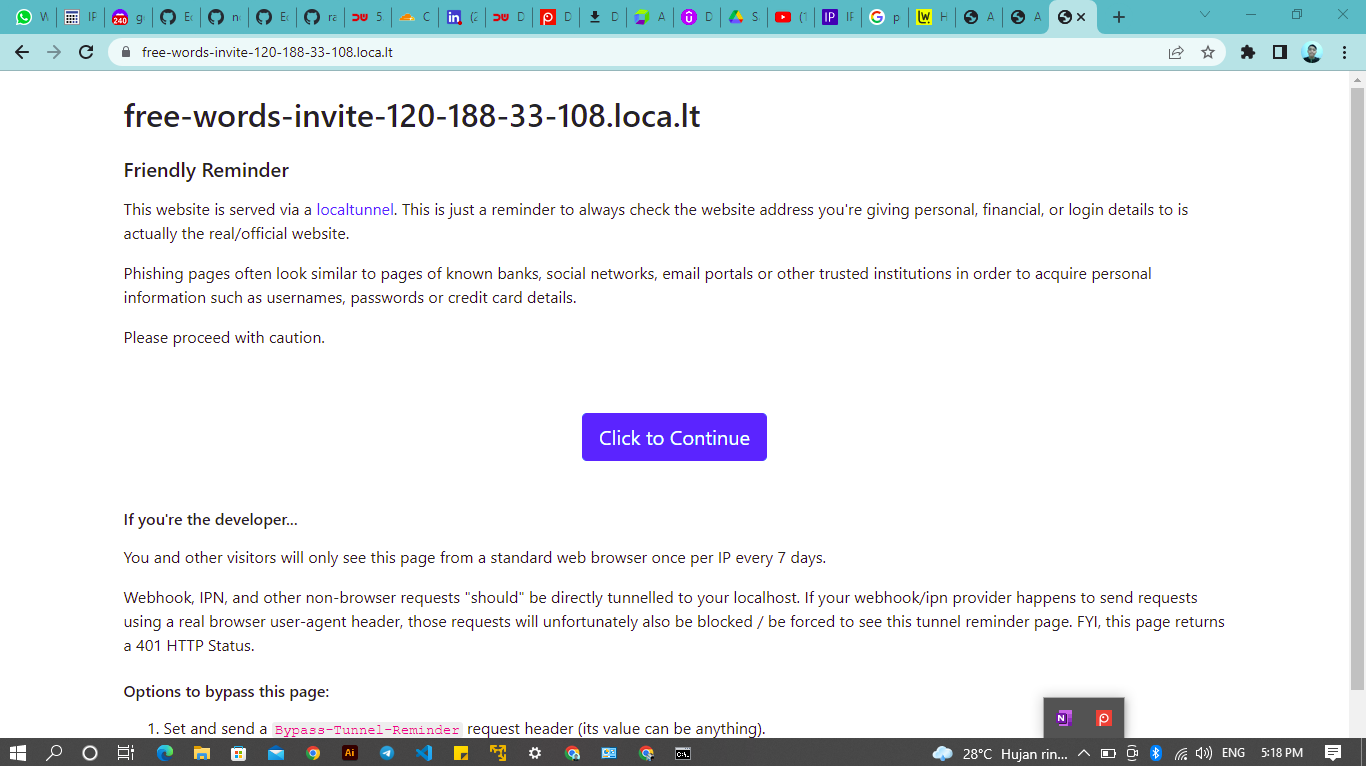 free-words-invite-120-188-33-108.loca.lt
free-words-invite-120-188-33-108.loca.lt
Friendly Reminder
This website is served via a localtunnel. This is just a reminder to always check the website address you're giving personal, financial, or login details to is
actually the real/official website.
Phishing pages often look similar to pages of known banks, social networks, email portals or other trusted institutions in order to acquire personal
information such as usernames, passwords or credit card details.
Please proceed with caution.
Click to Continue
If you're the developer...
You and other visitors will only see this page from a standard web browser once per IP every 7 days.
Webhook, IPN, and other non-browser requests "should" be directly tunnelled to your localhost. If your webhook/ipn provider happens to send requests
using a real browser user-agent header, those requests will unfortunately also be blocked / be forced to see this tunnel reminder page. FYI, this page returns
a 401 HTTP Status.
Options to bypass this page:
1. Set and send a Bypass-Tunnel-Reminder request header (its value can be anything).
28°C Hujan rin... ENG 5:18 PM